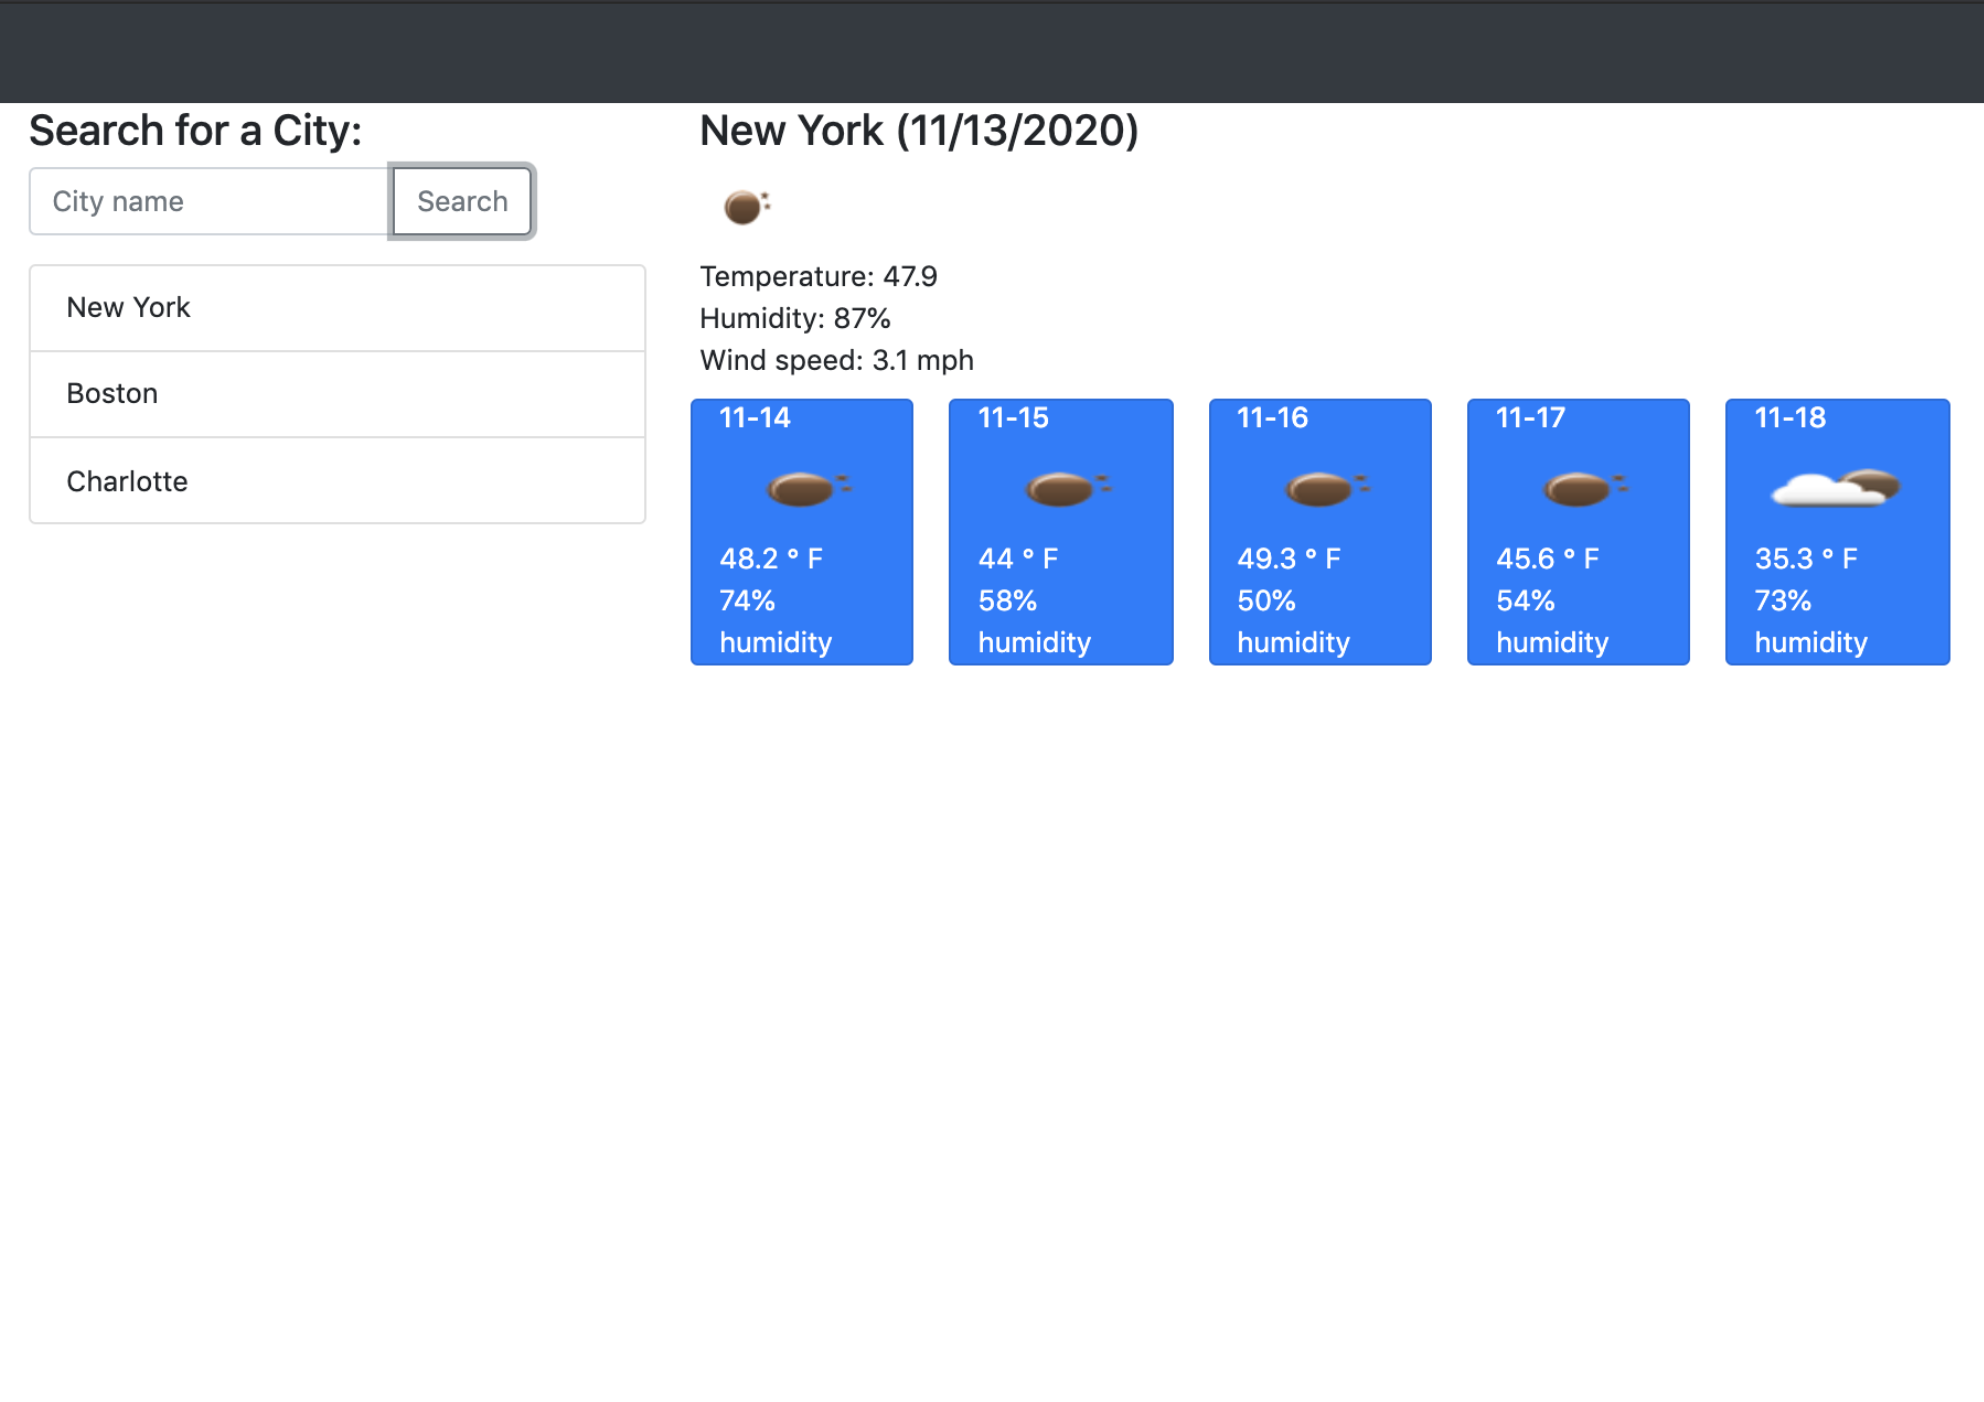 Search for a City:
City name
Search
New York
Boston
Charlotte
New York (11/13/2020)
Temperature: 47.9
Humidity: 87%
Wind speed: 3.1 mph
11-14
48.2 ° F
74%
humidity
11-15
44 ° F
58%
humidity
11-16
49.3 ° F
50%
humidity
11-17
45.6 ° F
54%
humidity
11-18
35.3 ° F
73%
humidity